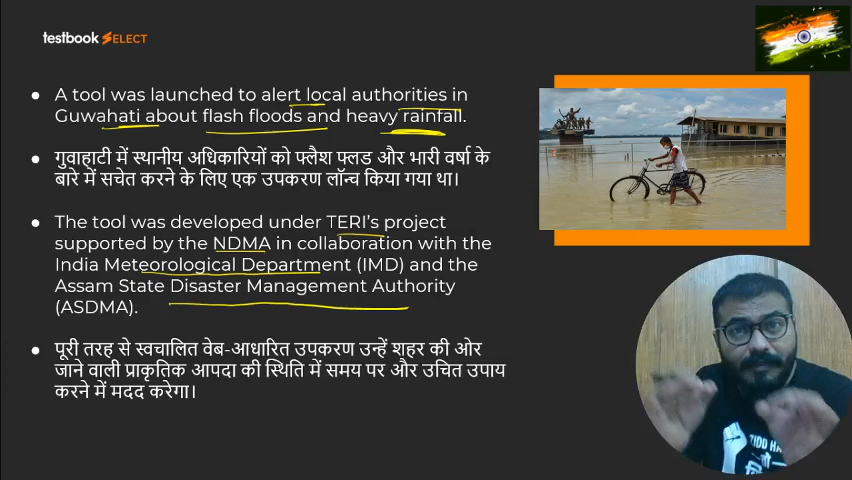 testbook SELECT
A tool was launched to alert local authorities in
Guwahati about flash floods and heavy rainfall.
गुवाहाटी में स्थानीय अधिकारियों को फ्लैश फ्लड और भारी वर्षा के
बारे में सचेत करने के लिए एक उपकरण लॉन्च किया गया था।
The tool was developed under TERI's project
supported by the NDMA in collaboration with the
India Meteorological Department (IMD) and the
Assam State Disaster Management Authority
(ASDMA).
पूरी तरह से स्वचालित वेब-आधारित उपकरण उन्हें शहर की ओर
जाने वाली प्राकृतिक आपदा की स्थिति में समय पर और उचित उपाय
करने में मदद करेगा।